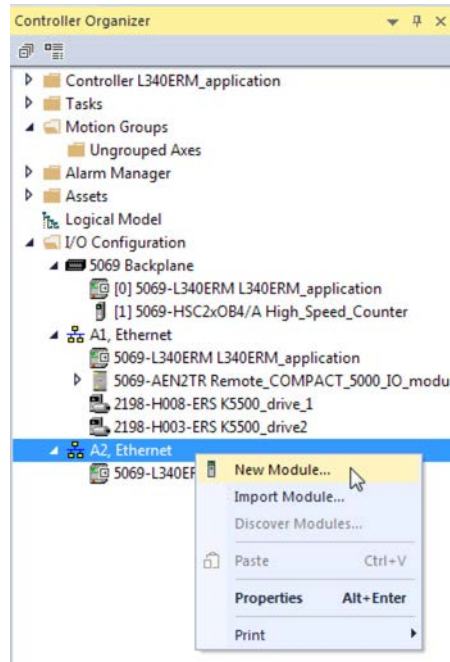 Controller Organizer
Controller L340ERM_application
Tasks
Motion Groups
Ungrouped Axes
Alarm Manager
Assets
Logical Model
I/O Configuration
5069 Backplane
[0] 5069-L340ERM L340ERM_application
[1] 5069-HSC2xOB4/A High_Speed_Counter
A1, Ethernet
5069-L340ERM L340ERM_application
5069-AEN2TR Remote_COMPACT_5000_IO_modu
2198-H008-ERS K5500_drive_1
2198-H003-ERS K5500_drive2
A2, Ethernet
5069-L340EF
New Module...
Import Module...
Discover Modules...
Paste Ctrl+V
Properties Alt+Enter
Print